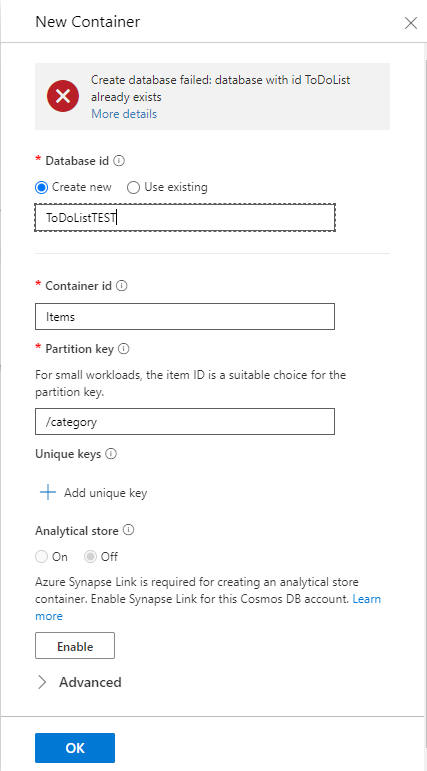 New Container
Create database failed: database with id ToDoList
already exists
More details
* Database id
Create new Use existing
ToDoListTEST
* Container id
Items
* Partition key
For small workloads, the item ID is a suitable choice for the
partition key.
/category
Unique keys
Add unique key
Analytical store
On Off
Azure Synapse Link is required for creating an analytical store
container. Enable Synapse Link for this Cosmos DB account. Learn
more
Enable
Advanced
OK